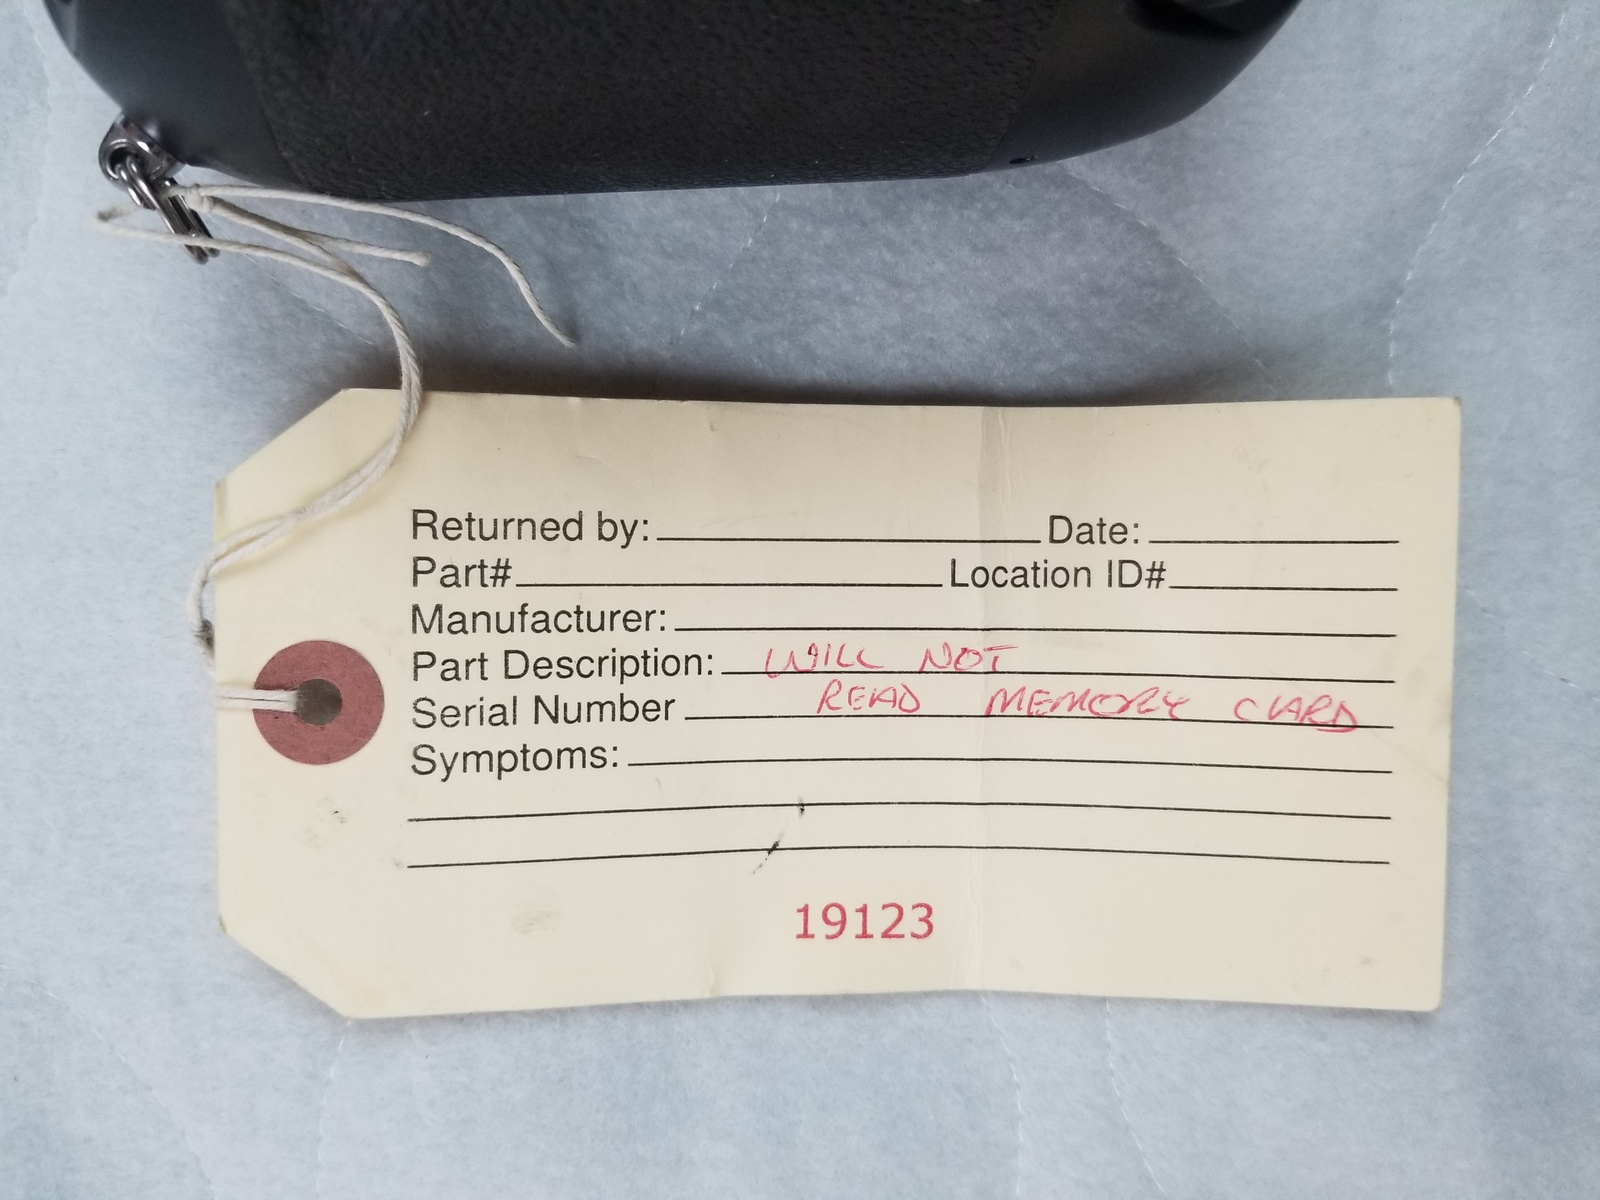 Returned by: Date:
Part# Location ID#
Manufacturer:
Part Description: WILL NOT
Serial Number READ MEMORY CARD
Symptoms:
19123